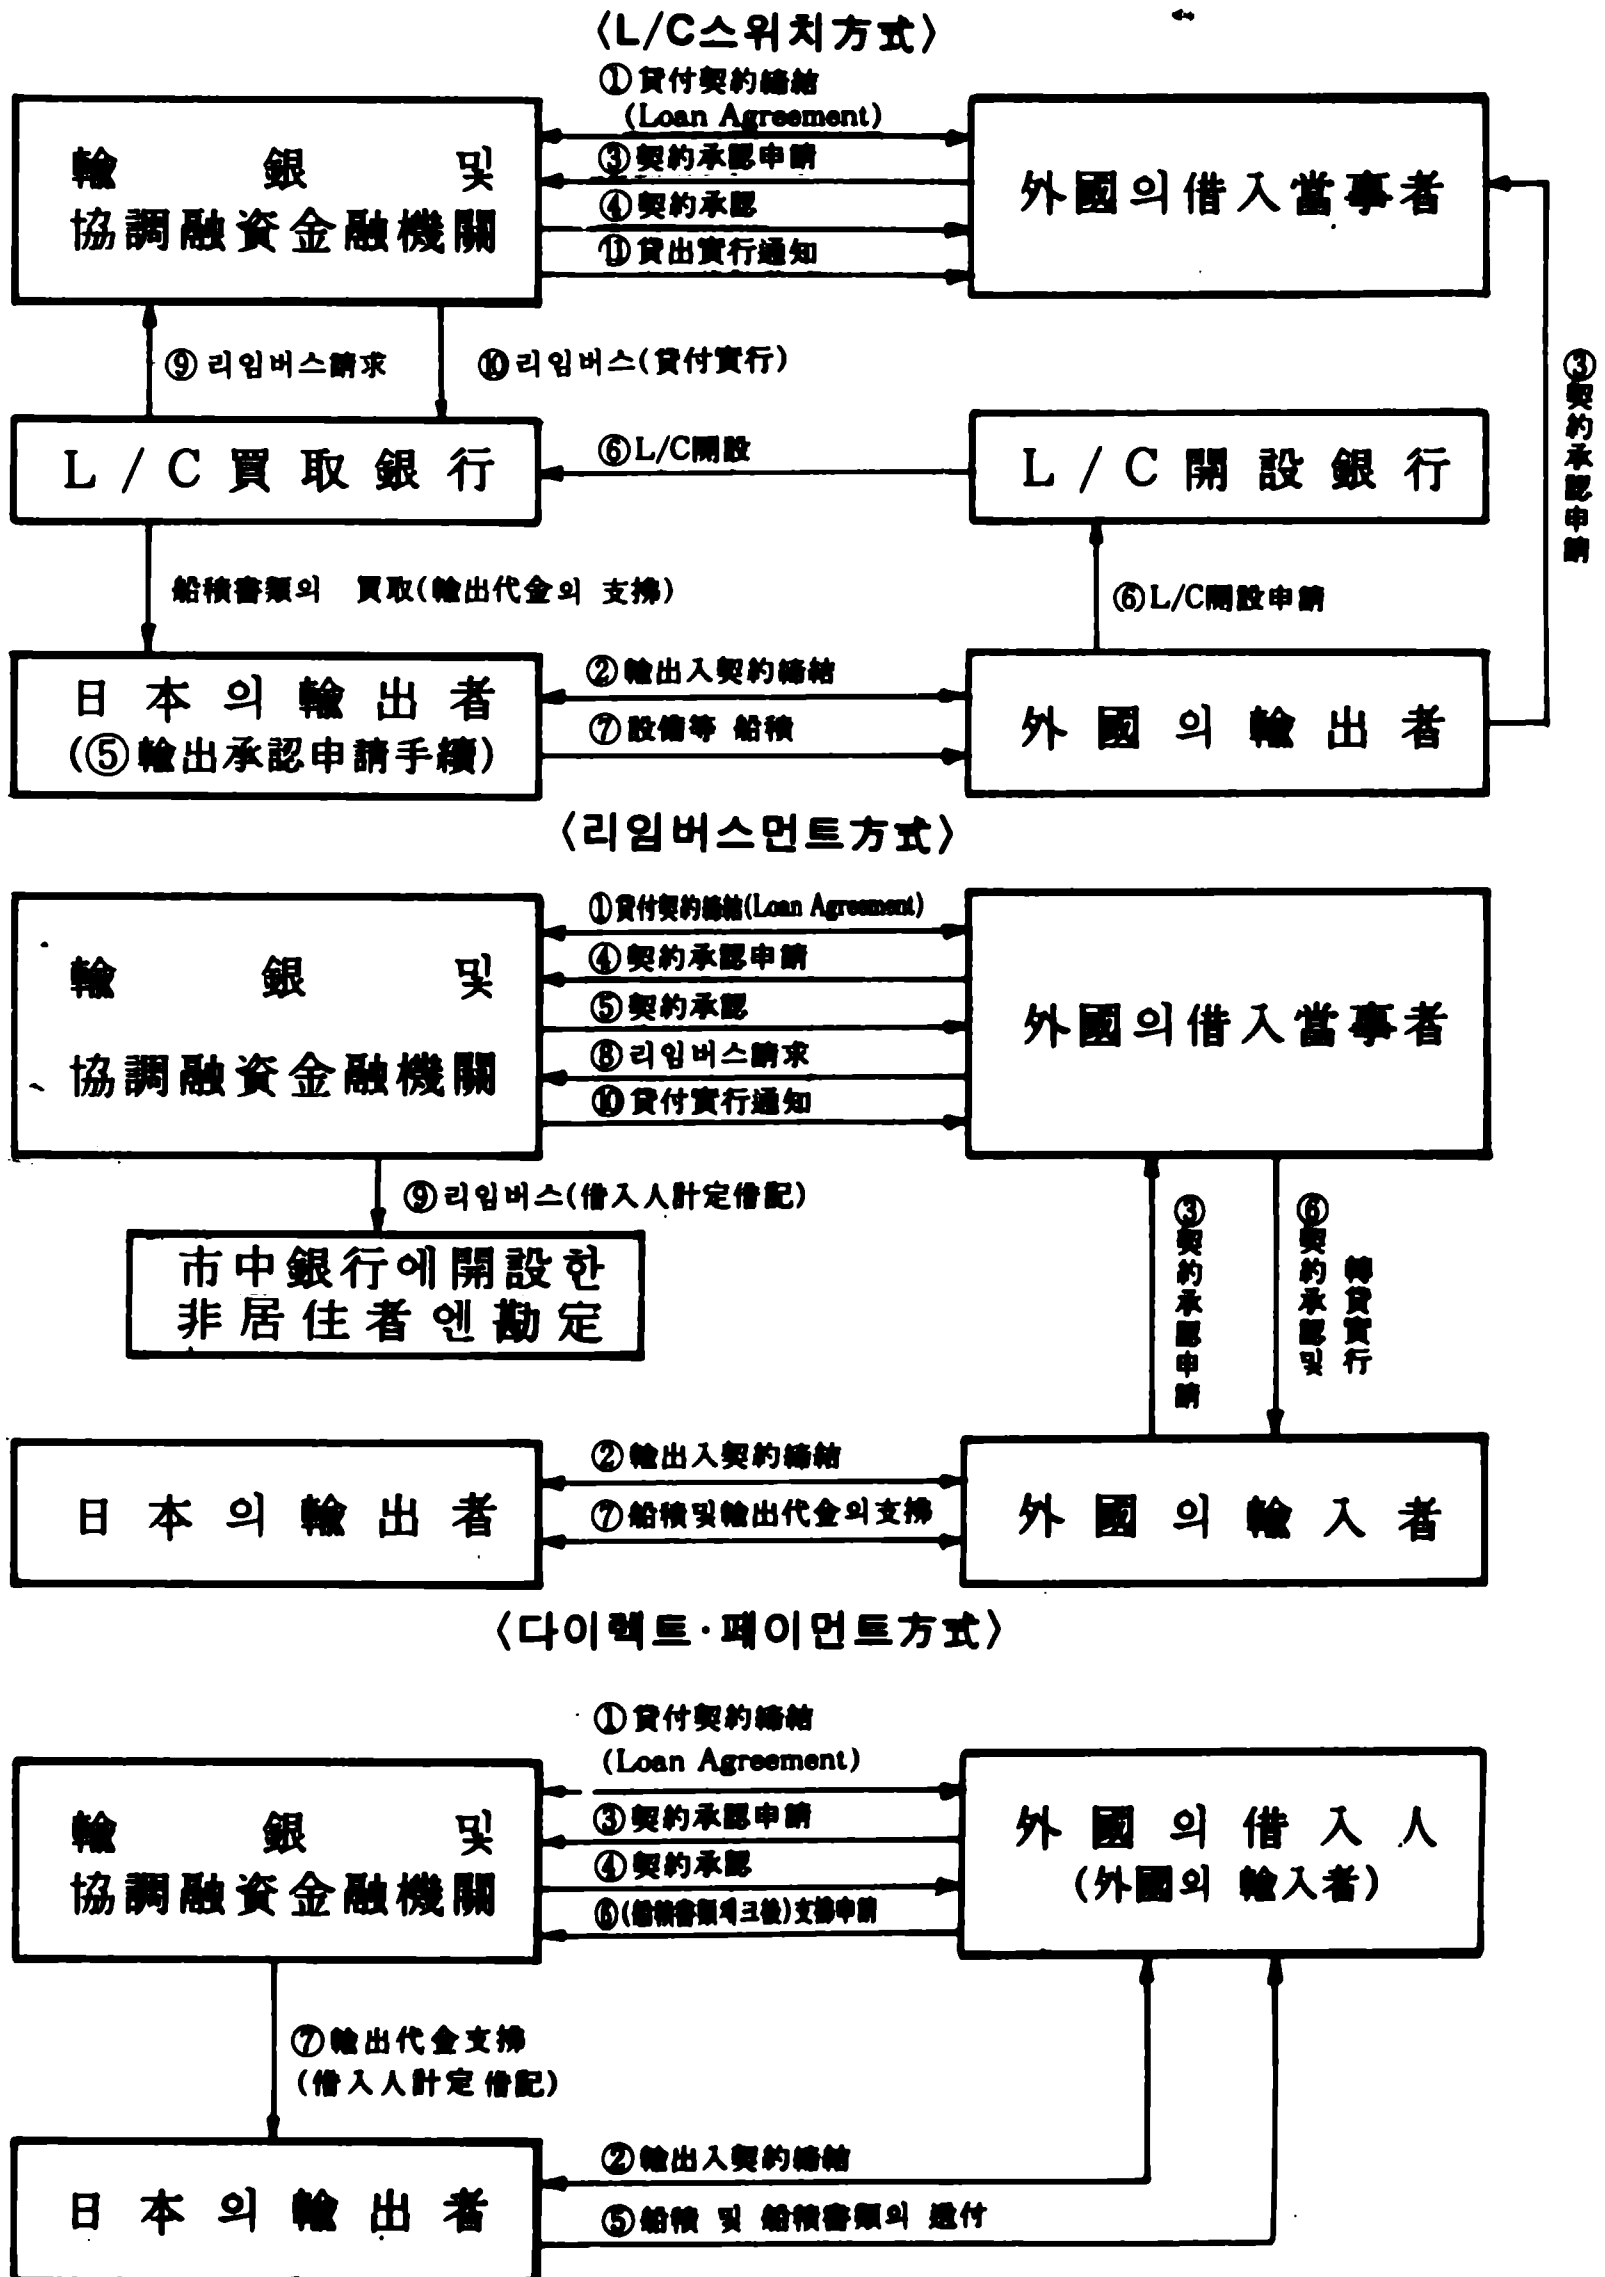 〈L/C스위치方式〉
①貸付契約締結
(Loan Agreement)
輸銀및
協調融資金融機關
③契約承認申請
④契約承認
⑪貸出實行通知
外國의借入當事者
⑨리임버스請求
⑩리임버스(貸付實行)
③契約承認申請
L/C買取銀行
⑥L/C開設
L/C開設銀行
船積書類의 買取(輸出代金의 支拂)
⑥L/C開設申請
日本의輸出者
(⑤輸出承認申請手續)
②輸出入契約締結
⑦設備等 船積
外國의輸出者
〈리임버스먼트方式〉
輸銀및
協調融資金融機關
①貸付契約締結(Loan Agreement)
④契約承認申請
⑤契約承認
⑧리임버스請求
⑩貸付實行通知
外國의借入當事者
⑨리임버스(借入人計定借記)
市中銀行에開設한
非居住者엔勘定
③契約承認申請
⑥契約承認및
轉貸實行
日本의輸出者
②輸出入契約締結
⑦船積및輸出代金의支拂
外國의輸入者
〈다이렉트·페이먼트方式〉
①貸付契約締結
(Loan Agreement)
輸銀및
協調融資金融機關
③契約承認申請
④契約承認
⑥(船積書類체크後)支拂申請
外國의借入人
(外國의 輸入者)
⑦輸出代金支拂
(借入人計定借記)
日本의輸出者
②輸出入契約締結
⑤船積 및 船積書類의 送付